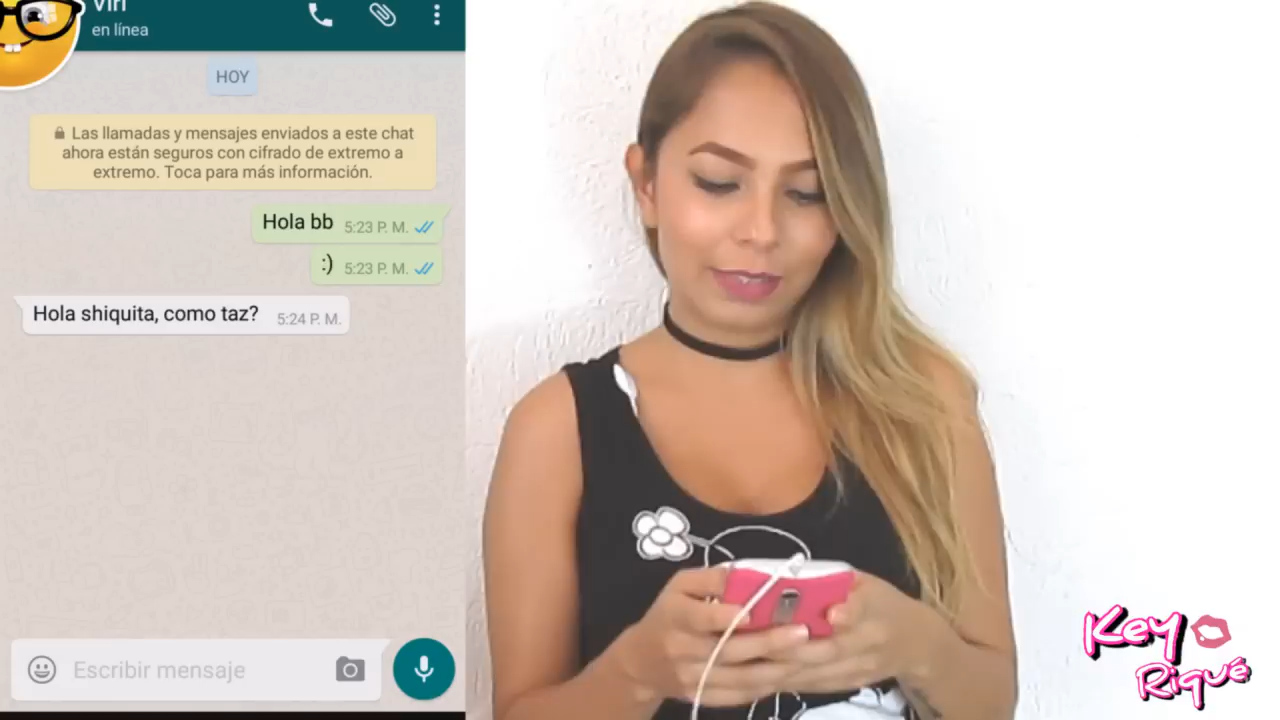 Viri
en línea
HOY
Las llamadas y mensajes enviados a este chat
ahora están seguros con cifrado de extremo a
extremo. Toca para más información.
Hola bb 5:23 P. M.
:) 5:23 P. M.
Hola shiquita, como taz? 5:24 P. M.
Escribir mensaje
Key
Riqué